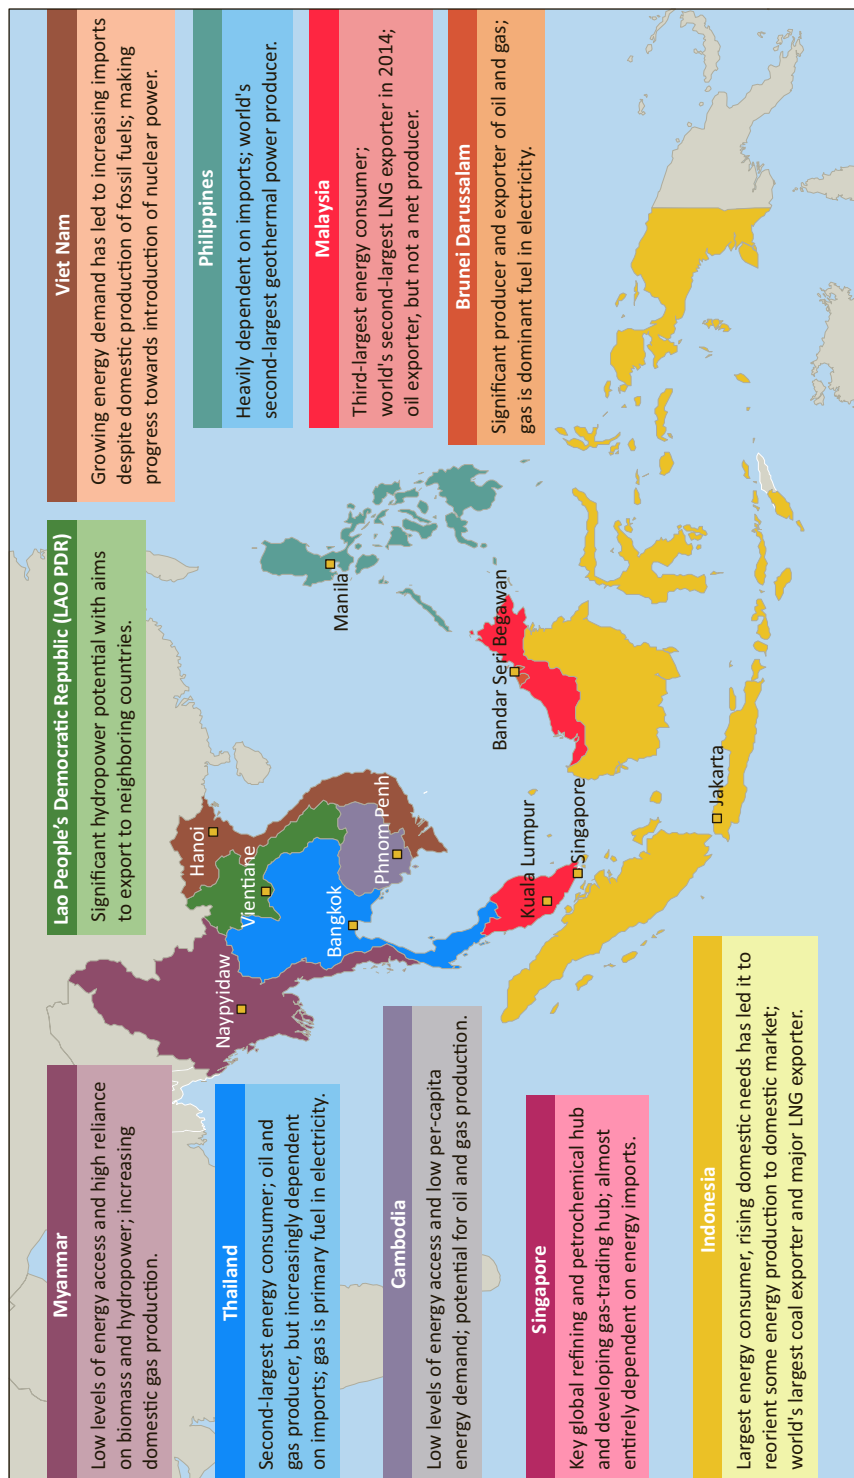 Myanmar
Low levels of energy access and high reliance
on biomass and hydropower; increasing
domestic gas production.
Thailand
Second-largest energy consumer; oil and
gas producer, but increasingly dependent
on imports; gas is primary fuel in electricity.
Cambodia
Low levels of energy access and low per-capita
energy demand; potential for oil and gas production.
Singapore
Key global refining and petrochemical hub
and developing gas-trading hub; almost
entirely dependent on energy imports.
Indonesia
Largest energy consumer, rising domestic needs has led it to
reorient some energy production to domestic market;
world's largest coal exporter and major LNG exporter.
Lao People's Democratic Republic (LAO PDR)
Significant hydropower potential with aims
to export to neighboring countries.
Viet Nam
Growing energy demand has led to increasing imports
despite domestic production of fossil fuels; making
progress towards introduction of nuclear power.
Philippines
Heavily dependent on imports; world's
second-largest geothermal power producer.
Malaysia
Third-largest energy consumer;
world's second-largest LNG exporter in 2014;
oil exporter, but not a net producer.
Brunei Darussalam
Significant producer and exporter of oil and gas;
gas is dominant fuel in electricity.
Naypyidaw
Hanoi
Vientiane
Bangkok
Phnom Penh
Manila
Bandar Seri Begawan
Kuala Lumpur
Singapore
Jakarta